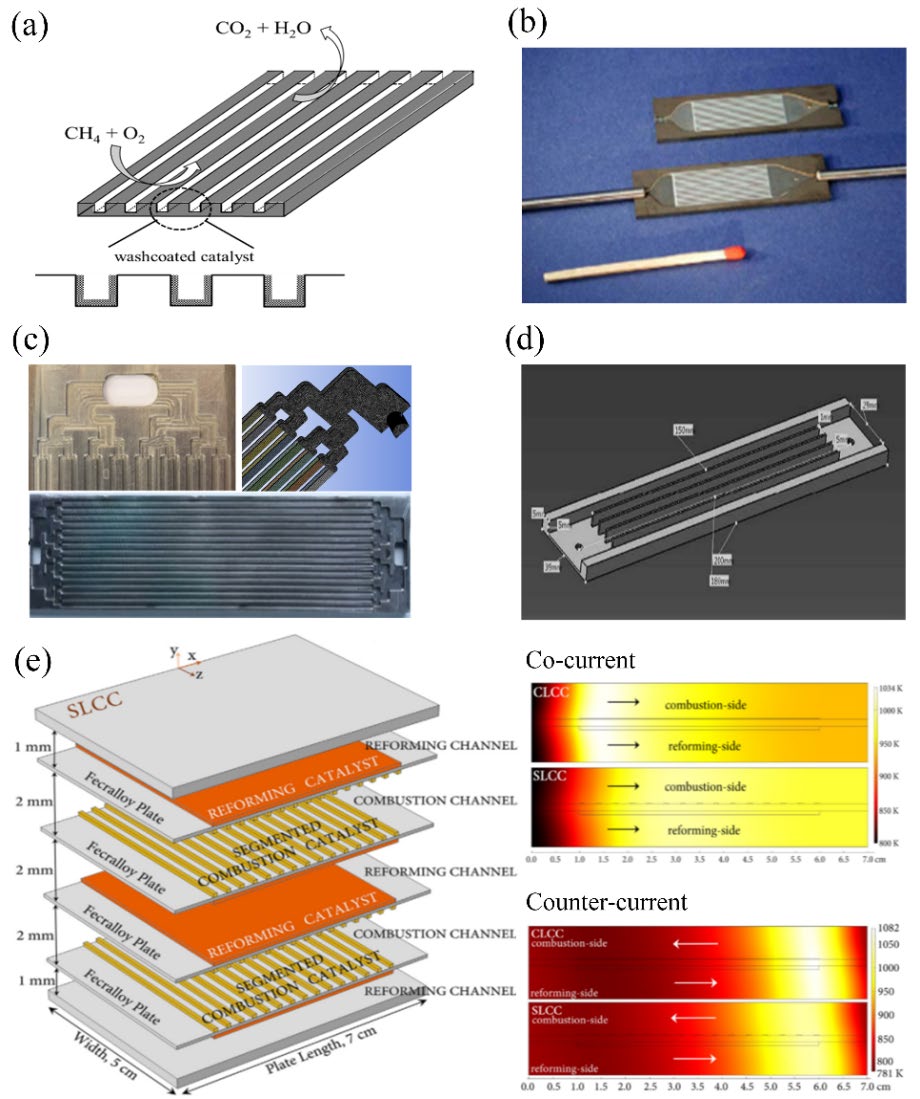 (a)
CO₂ + H₂O
CH₄ + O₂
washcoated catalyst
(b)
(c)
(d)
150mm
1mm
29mm
5mm
5m
5mm
39mm
200mm
180mm
(e)
y
x
z
SLCC
1 mm
REFORMING CHANNEL
Fecralloy Plate
REFORMING CATALYST
2 mm
COMBUSTION CHANNEL
Fecralloy Plate
SEGMENTED
COMBUSTION CATALYST
2 mm
REFORMING CHANNEL
Fecralloy Plate
REFORMING CATALYST
2 mm
COMBUSTION CHANNEL
Fecralloy Plate
SEGMENTED
COMBUSTION CATALYST
1 mm
REFORMING CHANNEL
Width, 5 cm
Plate Length, 7 cm
Co-current
CLCC
combustion-side
reforming-side
SLCC
combustion-side
reforming-side
0.0 0.5 1.0 1.5 2.0 2.5 3.0 3.5 4.0 4.5 5.0 5.5 6.0 6.5 7.0 cm
1034 K
1000 K
950 K
900 K
850 K
800 K
Counter-current
CLCC
combustion-side
reforming-side
SLCC
combustion-side
reforming-side
0.0 0.5 1.0 1.5 2.0 2.5 3.0 3.5 4.0 4.5 5.0 5.5 6.0 6.5 7.0 cm
1082
1050
1000
950
900
850
800
781 K